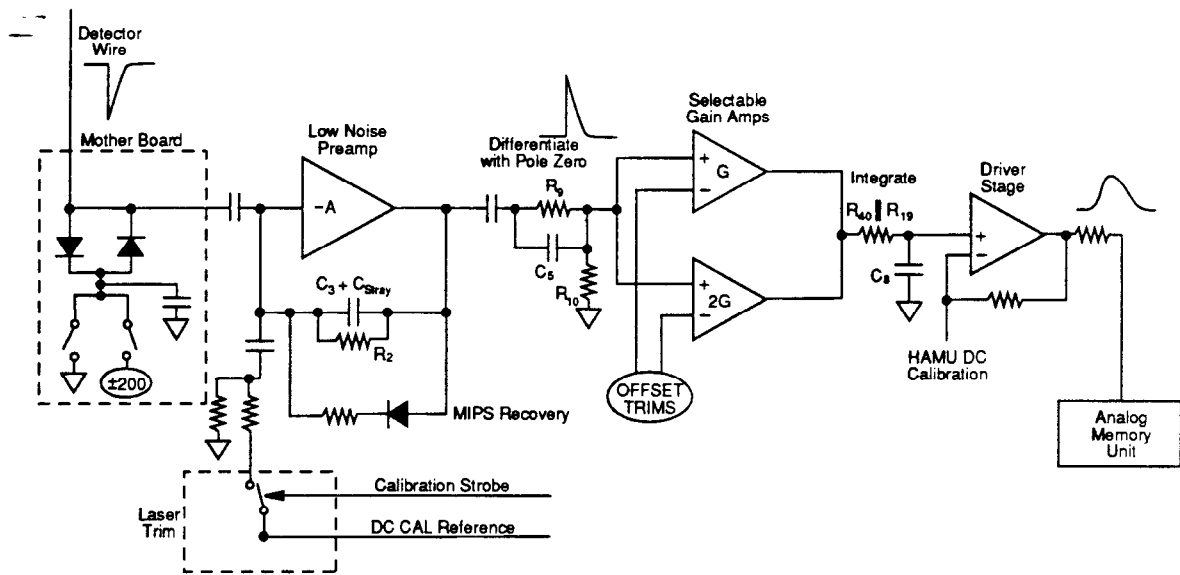 Detector
Wire
Mother Board
Low Noise
Preamp
–A
Differentiate
with Pole Zero
R9
C5
R10
Selectable
Gain Amps
+
G
–
+
2G
–
Integrate
R40 || R19
C8
Driver
Stage
+
–
C3 + CStray
R2
±200
MIPS Recovery
OFFSET
TRIMS
HAMU DC
Calibration
Analog
Memory
Unit
Laser
Trim
Calibration Strobe
DC CAL Reference